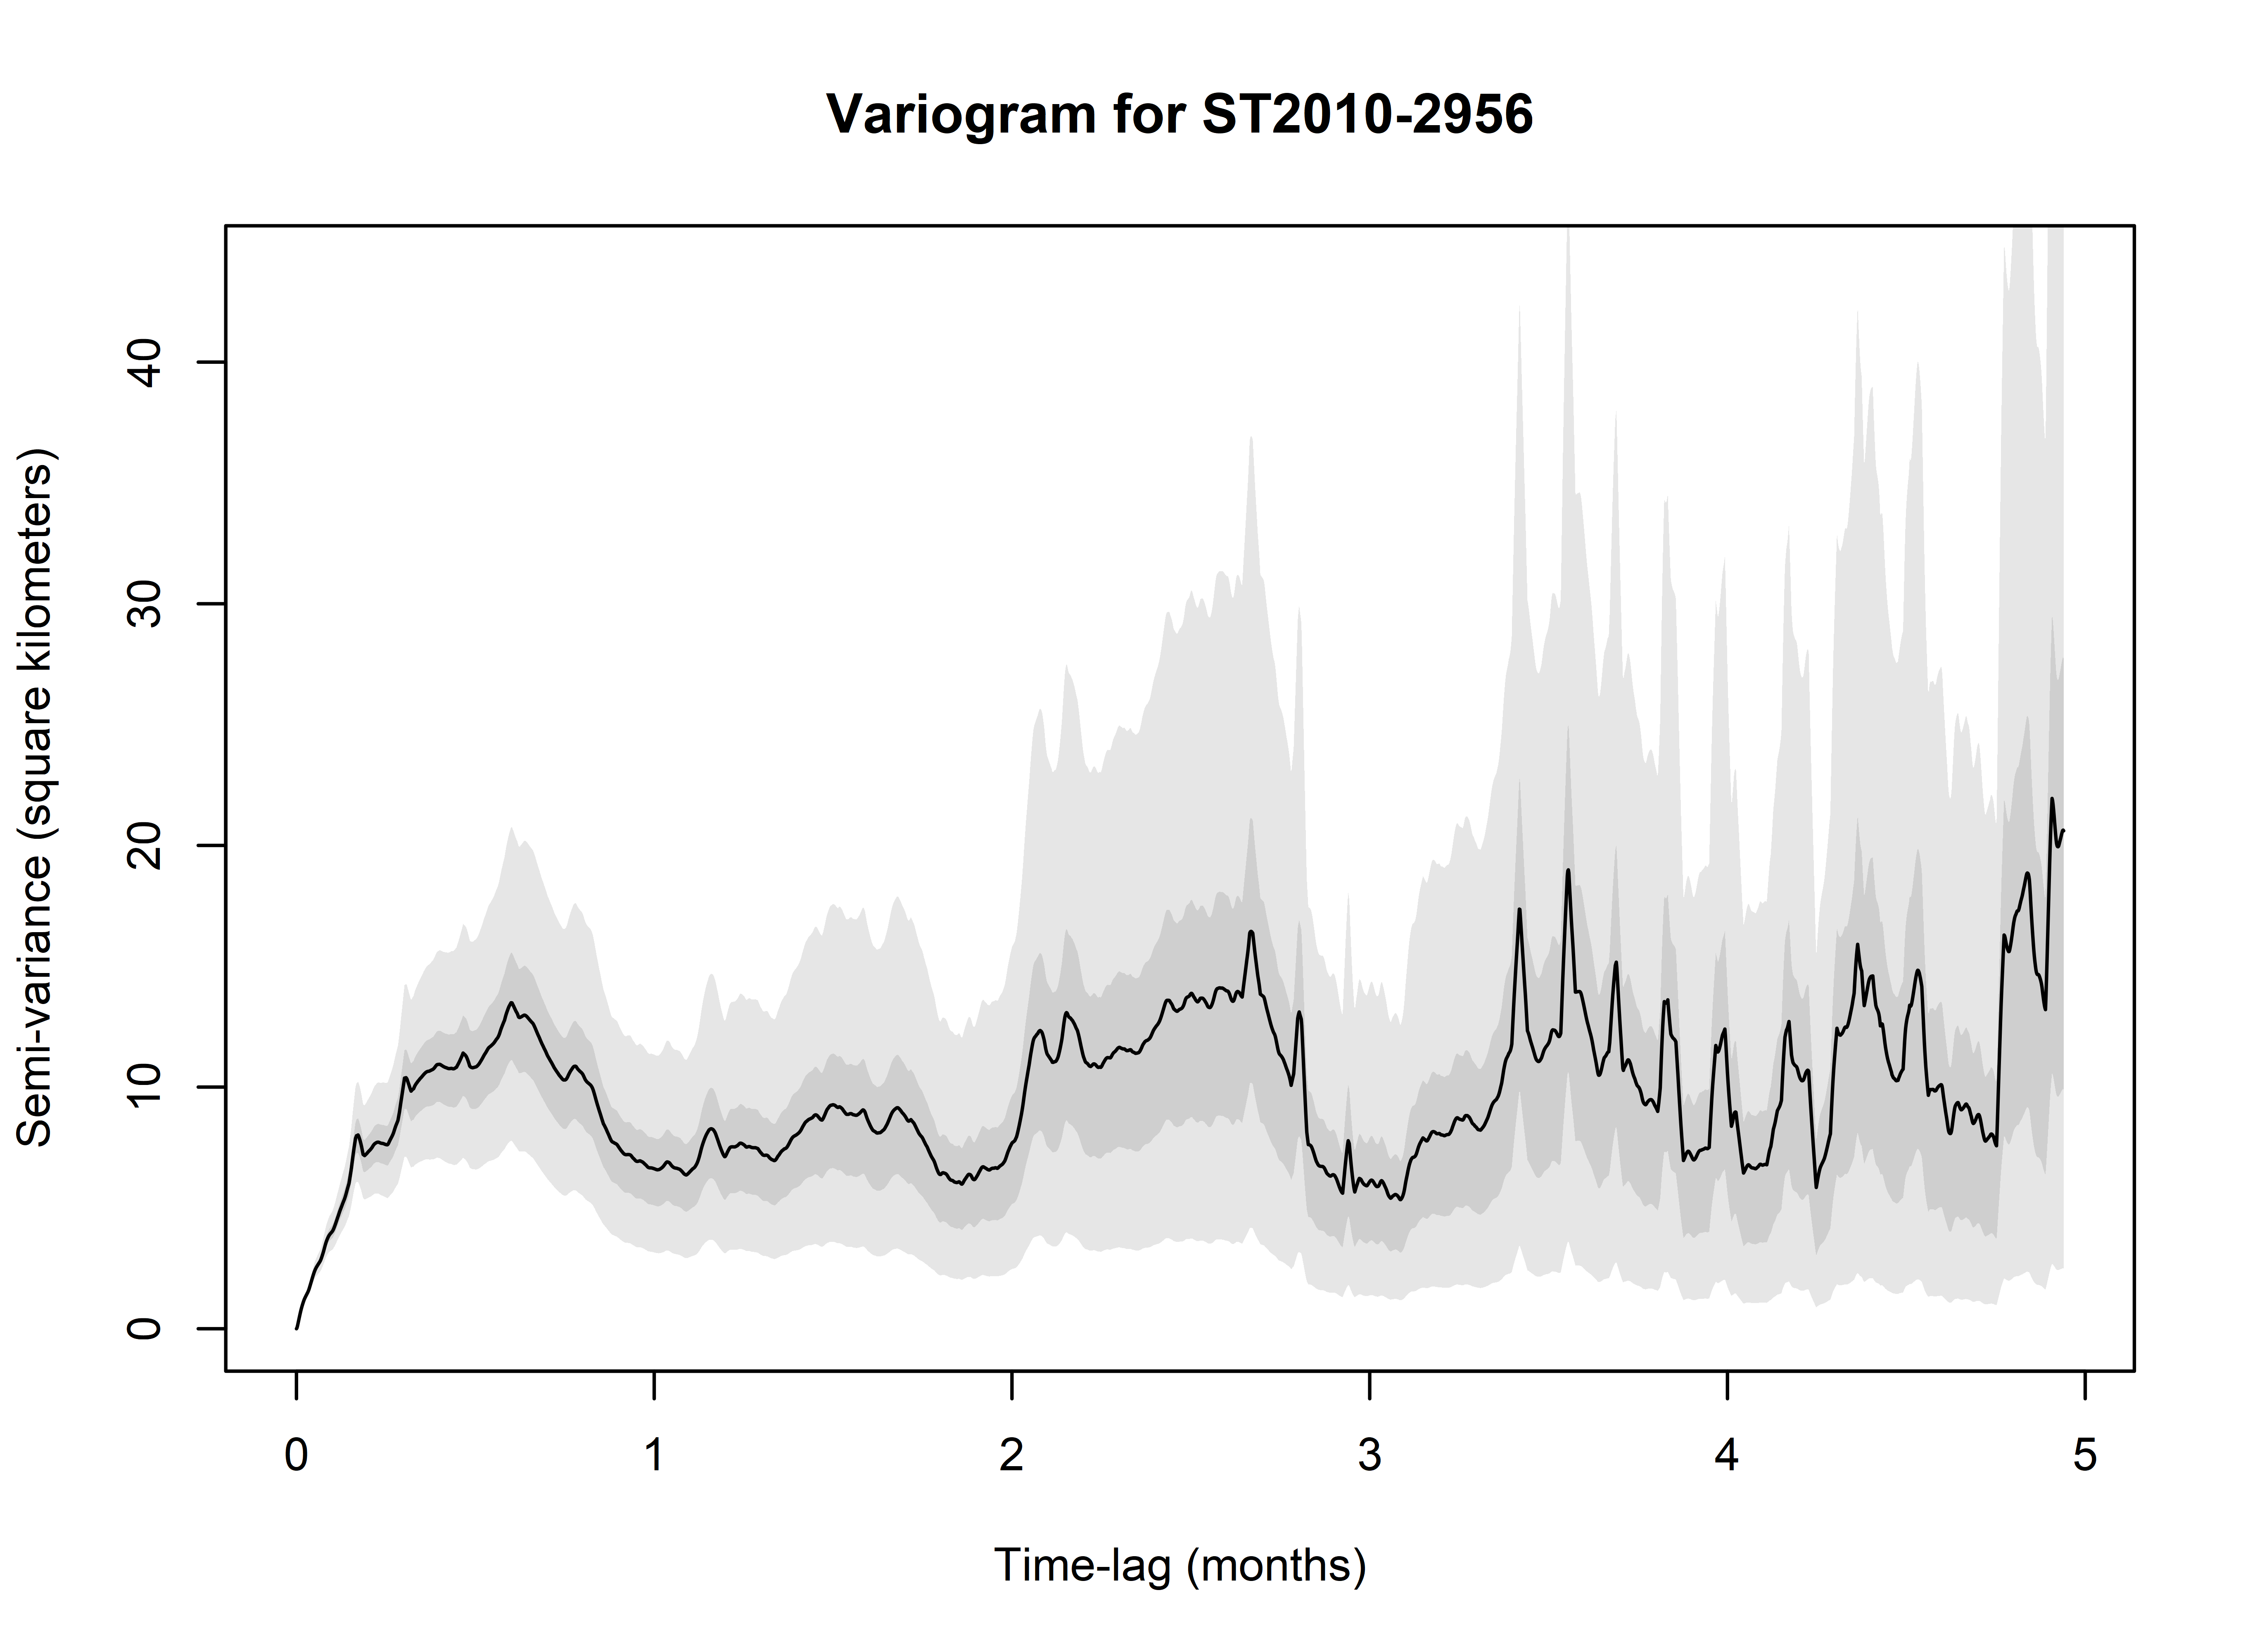 Variogram for ST2010-2956
Semi-variance (square kilometers)
40
30
20
10
0
0 1 2 3 4 5
Time-lag (months)